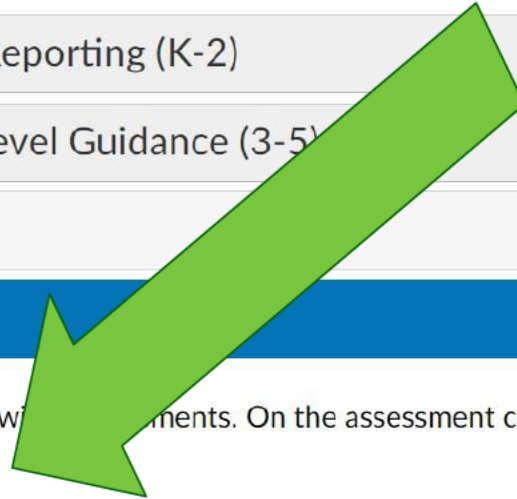 eporting (K-2)
evel Guidance (3-5)
ments. On the assessment c